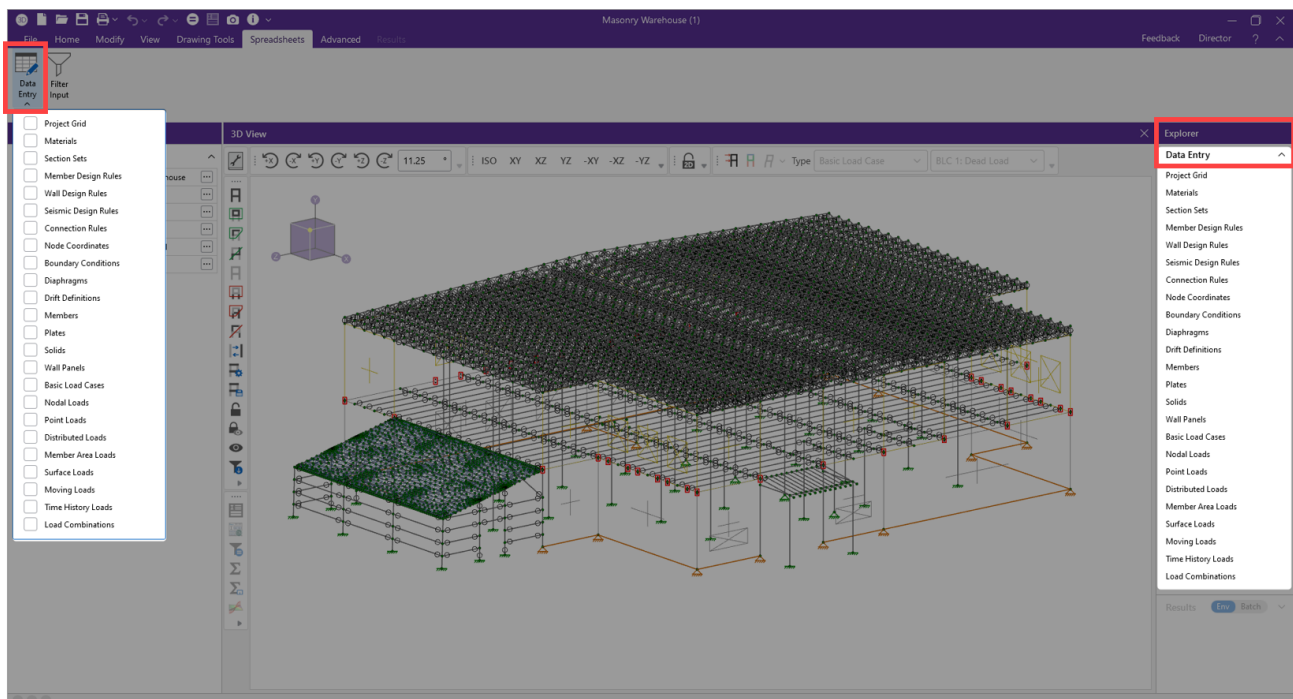 3D
Masonry Warehouse (1)
File Home Modify View Drawing Tools Spreadsheets Advanced Results
Feedback Director ?
Data Entry
Filter Input
Project Grid
Materials
Section Sets
Member Design Rules
Wall Design Rules
Seismic Design Rules
Connection Rules
Node Coordinates
Boundary Conditions
Diaphragms
Drift Definitions
Members
Plates
Solids
Wall Panels
Basic Load Cases
Nodal Loads
Point Loads
Distributed Loads
Member Area Loads
Surface Loads
Moving Loads
Time History Loads
Load Combinations
ouse
3D View
+X -X +Y -Y +Z -Z 11.25 ° ISO XY XZ YZ -XY -XZ -YZ 2D Type Basic Load Case BLC 1: Dead Load
Y
Z
X
Explorer
Data Entry
Project Grid
Materials
Section Sets
Member Design Rules
Wall Design Rules
Seismic Design Rules
Connection Rules
Node Coordinates
Boundary Conditions
Diaphragms
Drift Definitions
Members
Plates
Solids
Wall Panels
Basic Load Cases
Nodal Loads
Point Loads
Distributed Loads
Member Area Loads
Surface Loads
Moving Loads
Time History Loads
Load Combinations
Results Env Batch